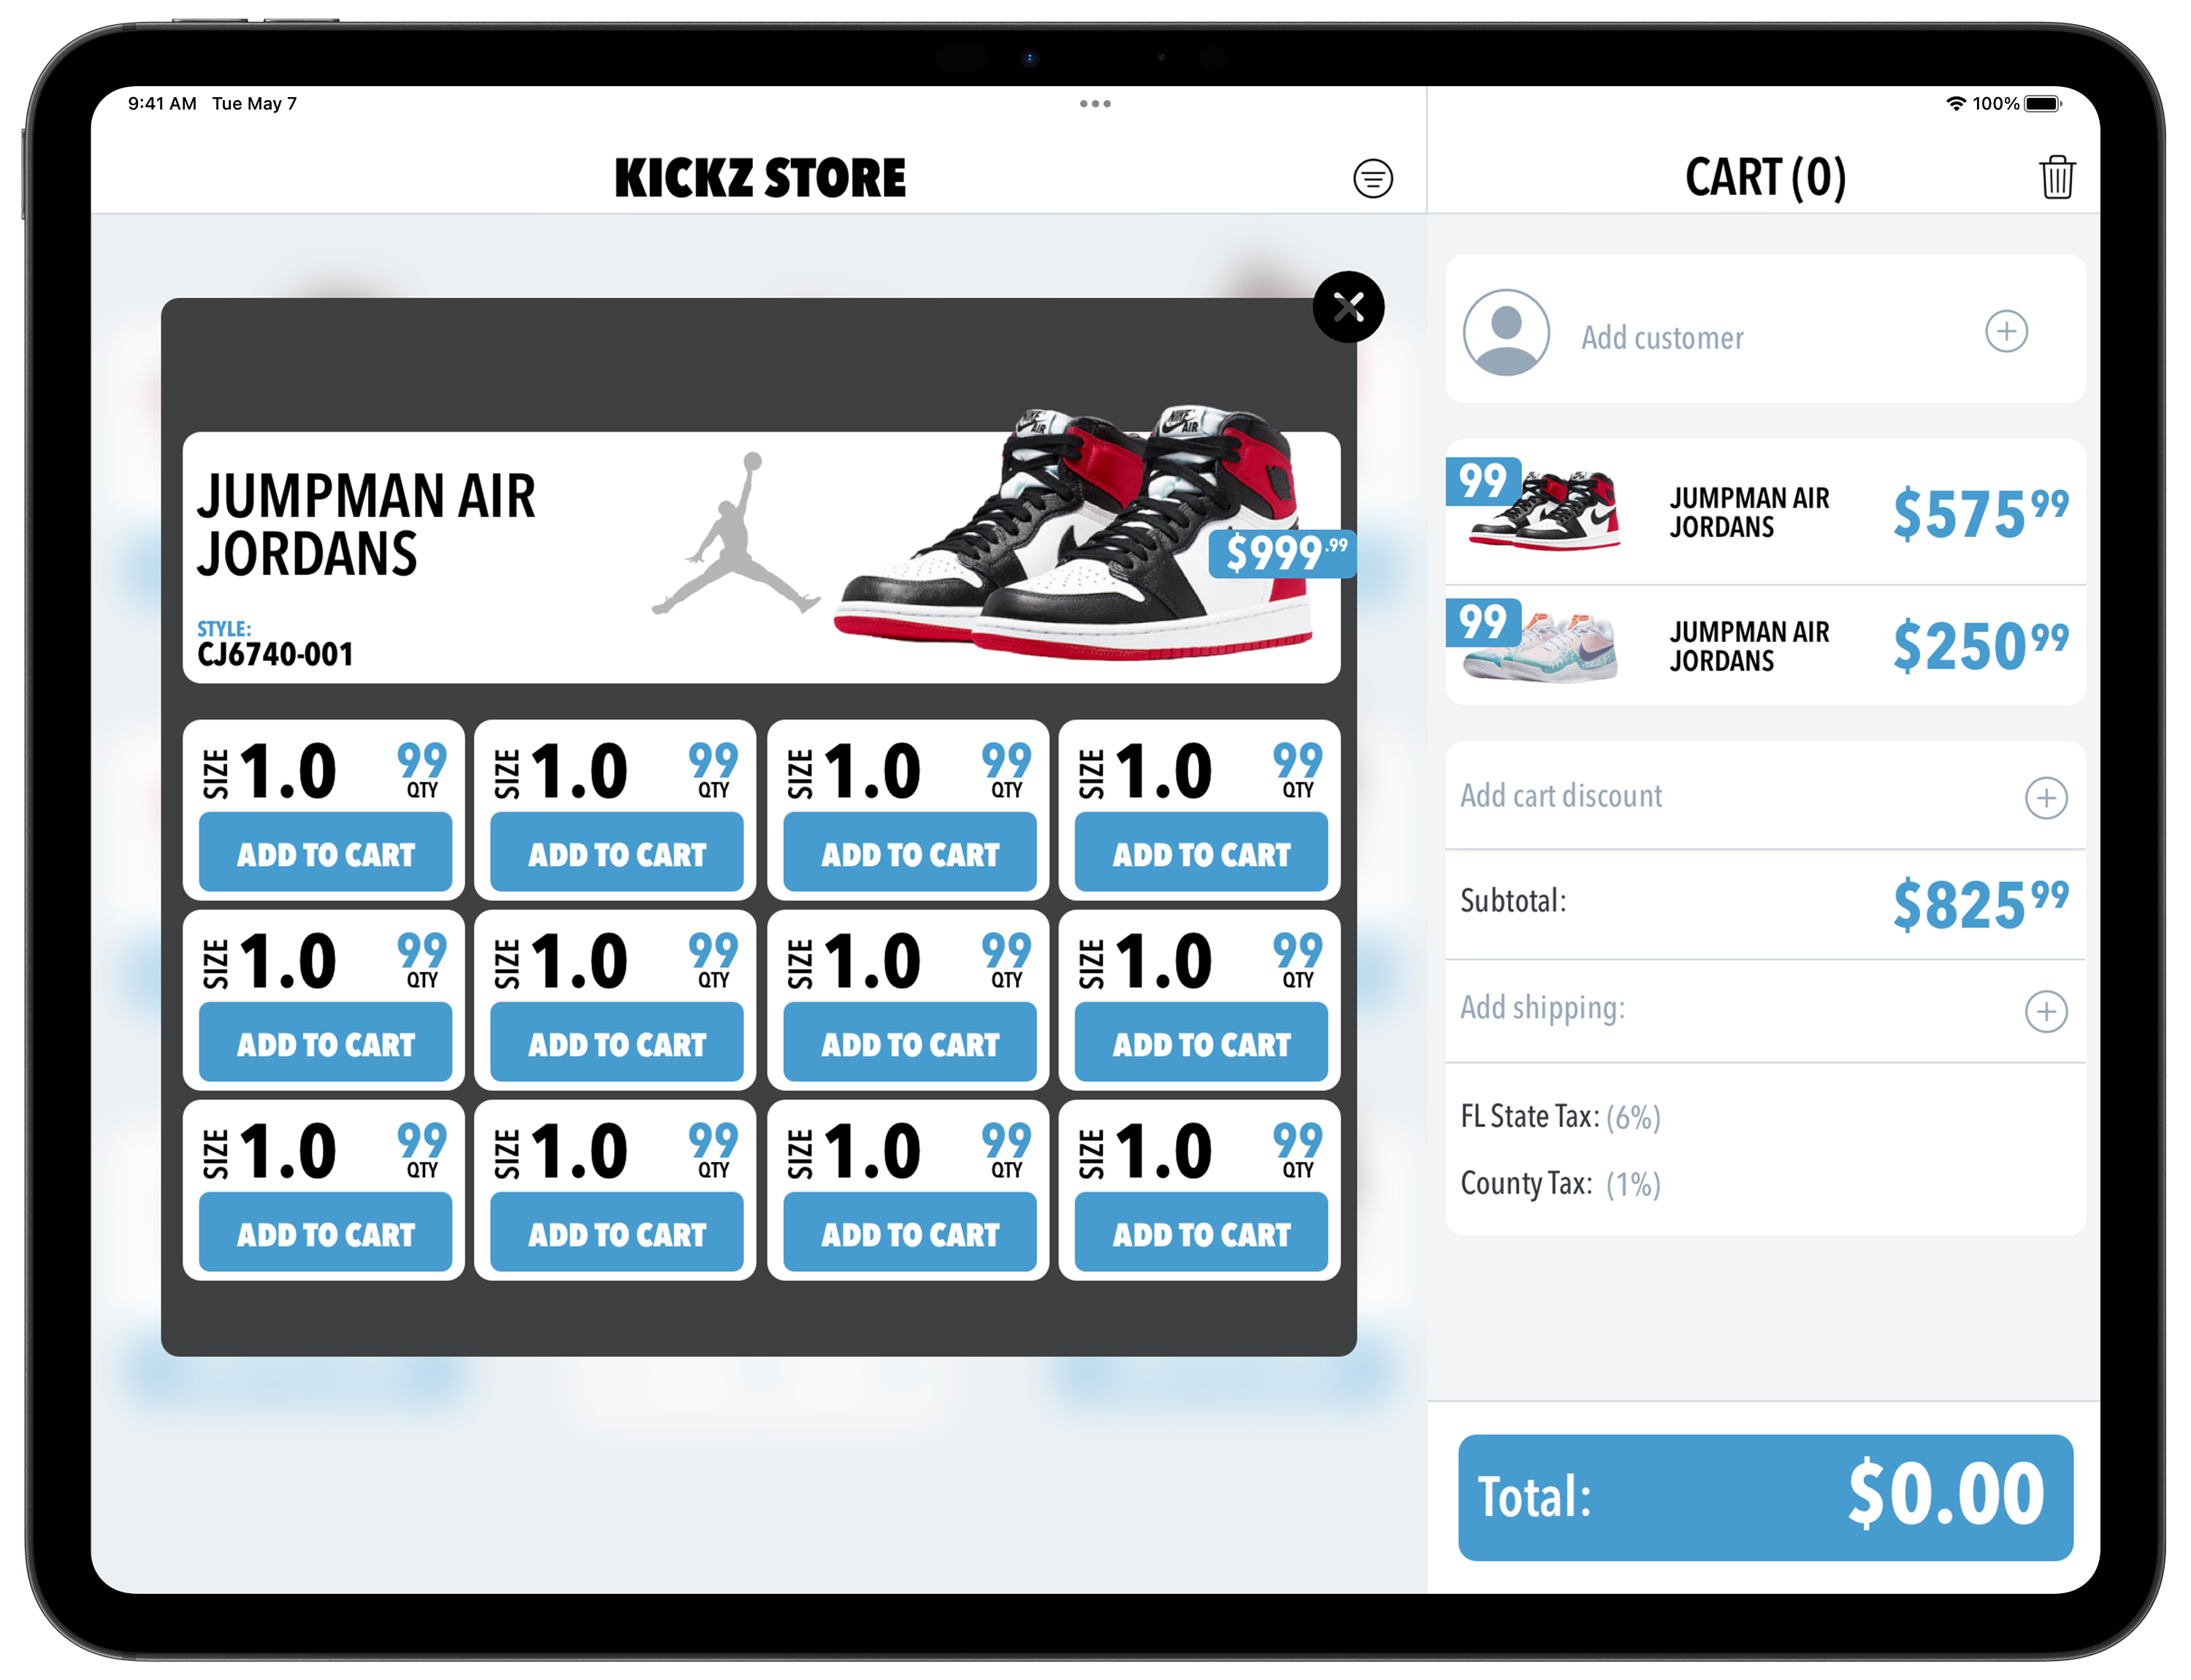 9:41 AM Tue May 7
100%
KICKZ STORE
CART (0)
Add customer
NIKE
AIR
NIKE
AIR
JUMPMAN AIR
JORDANS
$999.99
STYLE:
CJ6740-001
99
JUMPMAN AIR
JORDANS
$575 99
99
JUMPMAN AIR
JORDANS
$250 99
SIZE 1.0 99 QTY
SIZE 1.0 99 QTY
SIZE 1.0 99 QTY
SIZE 1.0 99 QTY
ADD TO CART
ADD TO CART
ADD TO CART
ADD TO CART
SIZE 1.0 99 QTY
SIZE 1.0 99 QTY
SIZE 1.0 99 QTY
SIZE 1.0 99 QTY
ADD TO CART
ADD TO CART
ADD TO CART
ADD TO CART
SIZE 1.0 99 QTY
SIZE 1.0 99 QTY
SIZE 1.0 99 QTY
SIZE 1.0 99 QTY
ADD TO CART
ADD TO CART
ADD TO CART
ADD TO CART
Add cart discount
Subtotal: $825 99
Add shipping:
FL State Tax: (6%)
County Tax: (1%)
Total: $0.00